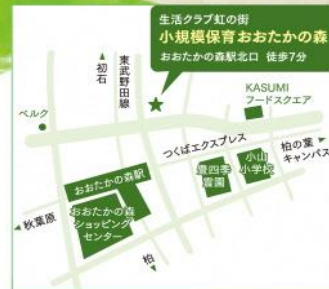 生活クラブ虹の街
小規模保育おおたかの森
おおたかの森駅北口 徒歩7分
初石
東武野田線
ベルク
KASUMI
フードスクエア
つくばエクスプレス
柏の葉
キャンパス
おおたかの森駅
豊四季
霊園
小山
小学校
おおたかの森
ショッピング
センター
秋葉原
柏